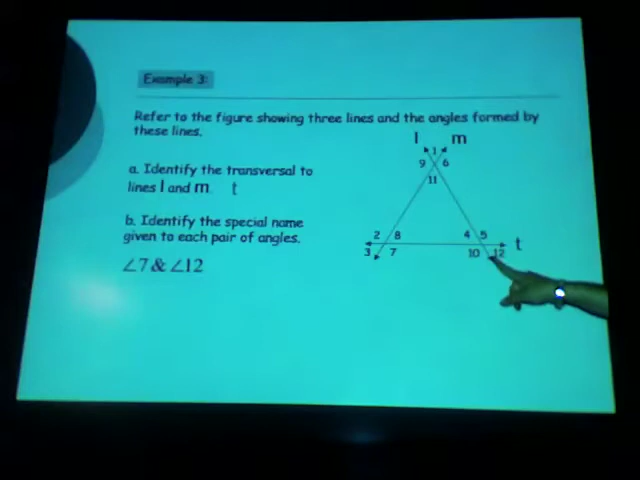 Example 3:
Refer to the figure showing three lines and the angles formed by
these lines.
l m
1
9 6
11
a. Identify the transversal to
lines l and m. t
b. Identify the special name
given to each pair of angles.
2 8 4 5
t
3 7 10 12
∠7 & ∠12